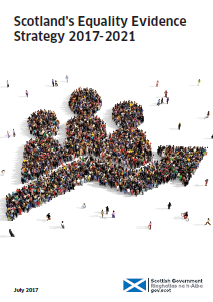 Scotland's Equality Evidence
Strategy 2017-2021
July 2017
Scottish Government
Riaghaltas na h-Alba
gov.scot